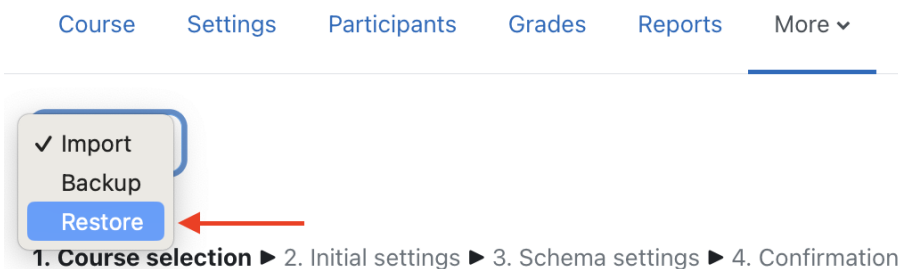 Course Settings Participants Grades Reports More
Import
Backup
Restore
1. Course selection ► 2. Initial settings ► 3. Schema settings ► 4. Confirmation